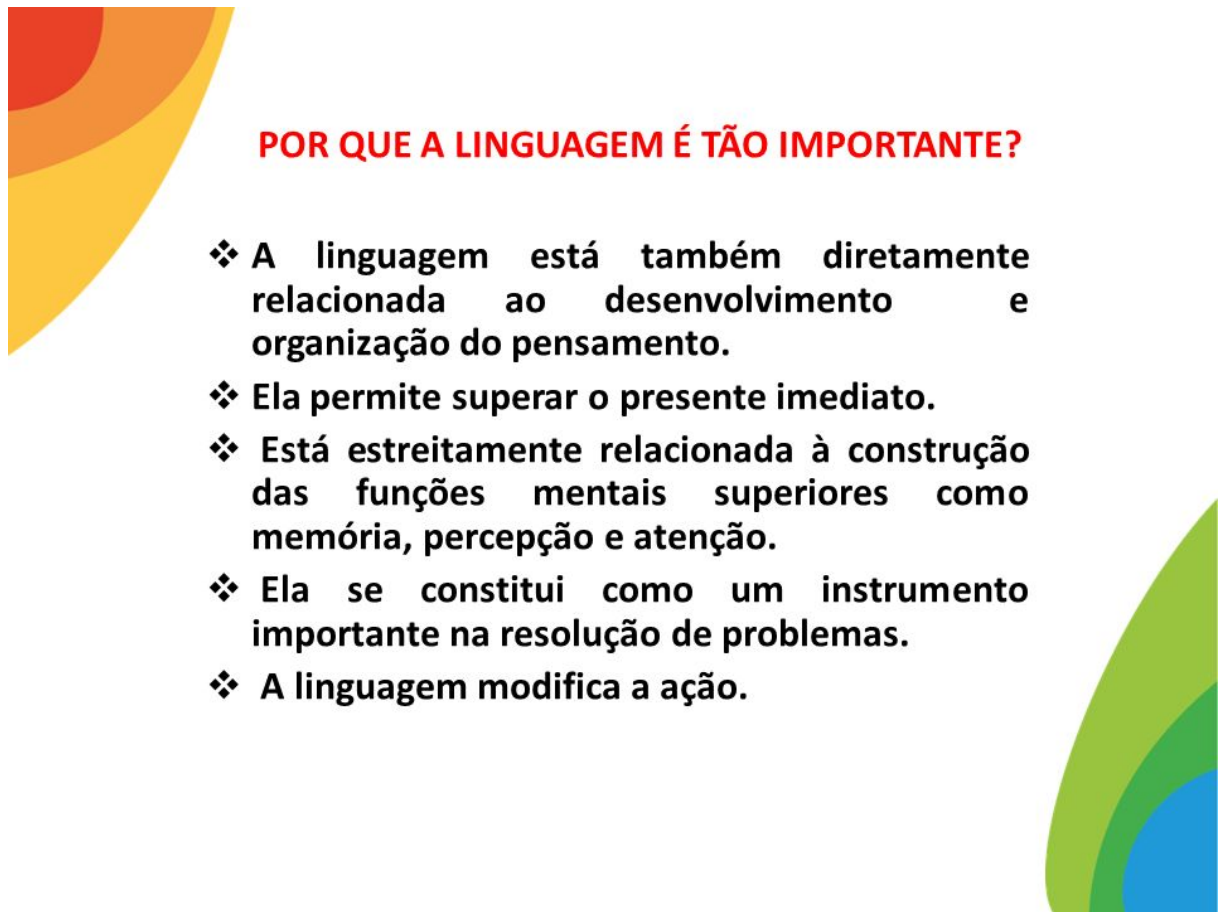 POR QUE A LINGUAGEM É TÃO IMPORTANTE?
❖ A linguagem está também diretamente
relacionada ao desenvolvimento e
organização do pensamento.
❖ Ela permite superar o presente imediato.
❖ Está estreitamente relacionada à construção
das funções mentais superiores como
memória, percepção e atenção.
❖ Ela se constitui como um instrumento
importante na resolução de problemas.
❖ A linguagem modifica a ação.